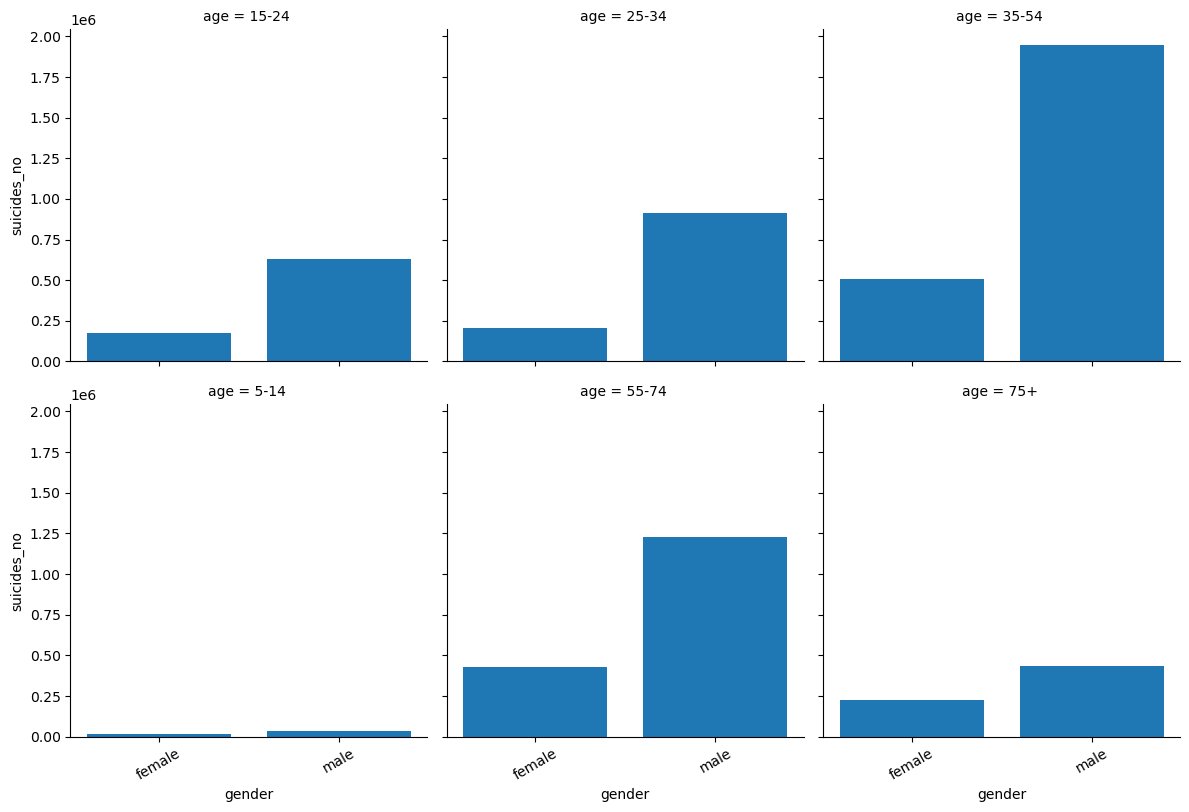 age = 15-24
age = 25-34
age = 35-54
1e6
2.00
1.75
1.50
1.25
1.00
0.75
0.50
0.25
0.00
suicides_no
age = 5-14
age = 55-74
age = 75+
1e6
2.00
1.75
1.50
1.25
1.00
0.75
0.50
0.25
0.00
suicides_no
female
male
female
male
female
male
gender
gender
gender